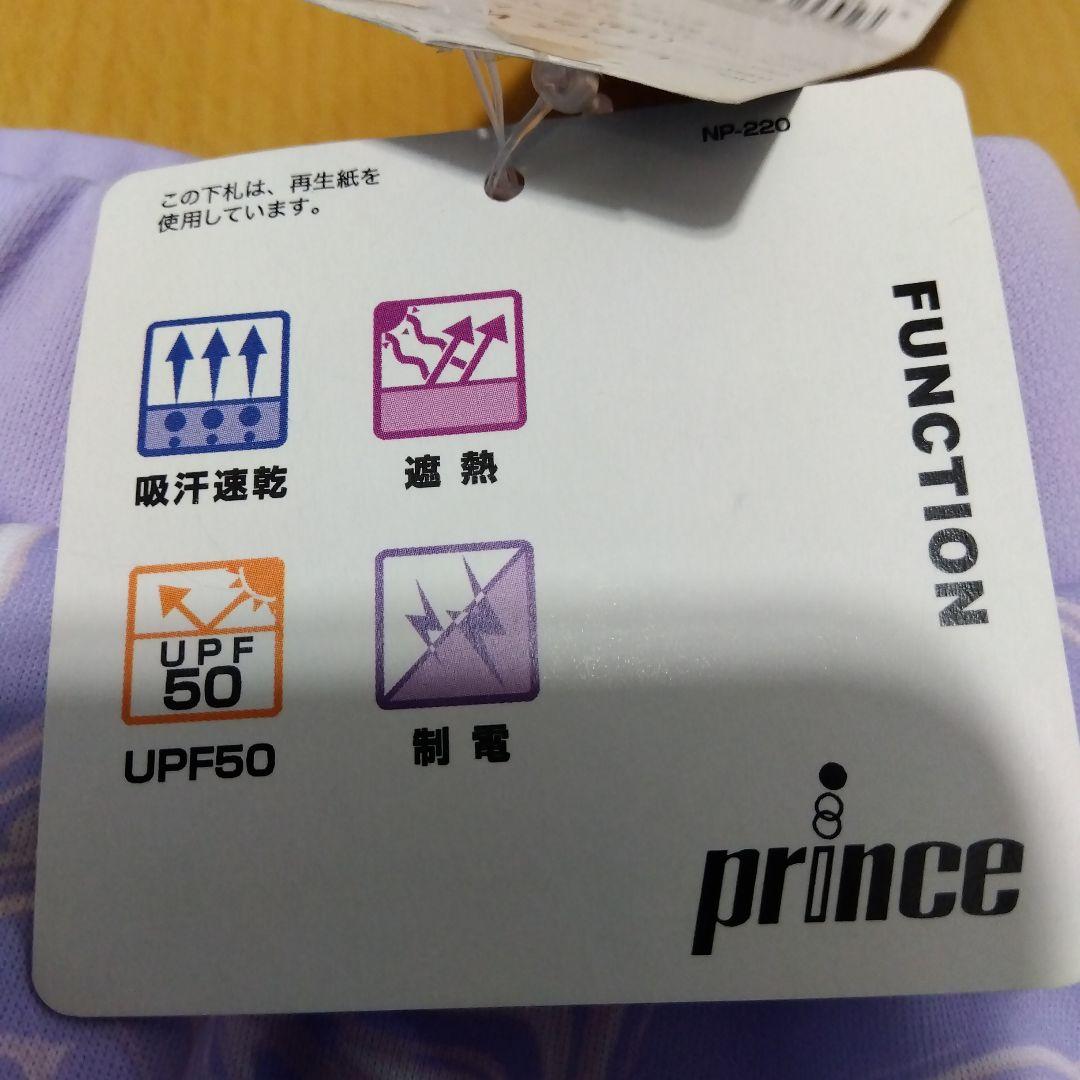 NP-220
この下札は、再生紙を
使用しています。
吸汗速乾
遮熱
UPF
50
UPF50
制電
FUNCTION
prince